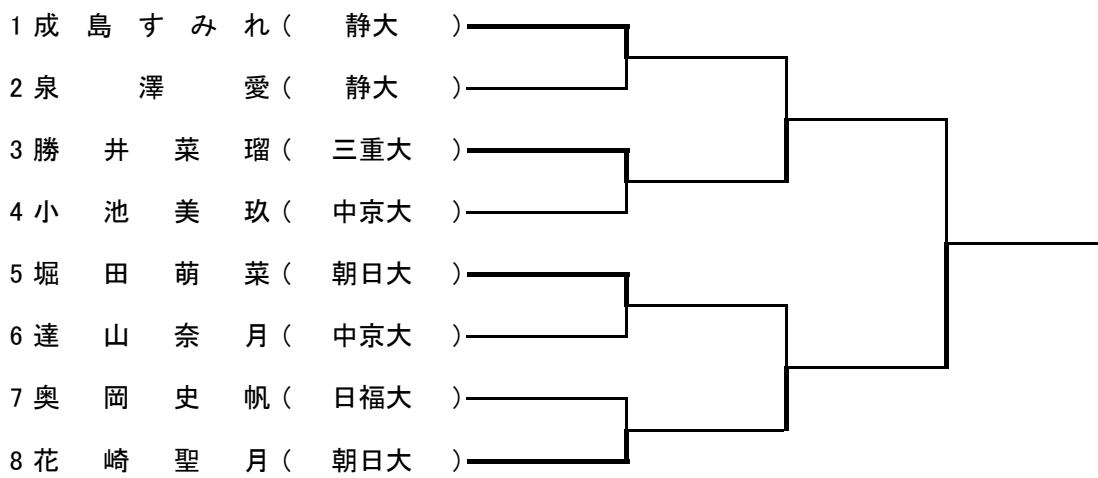 1 成島すみれ ( 静大 )
2 泉澤愛 ( 静大 )
3 勝井菜瑠 ( 三重大 )
4 小池美玖 ( 中京大 )
5 堀田萌菜 ( 朝日大 )
6 達山奈月 ( 中京大 )
7 奥岡史帆 ( 日福大 )
8 花崎聖月 ( 朝日大 )